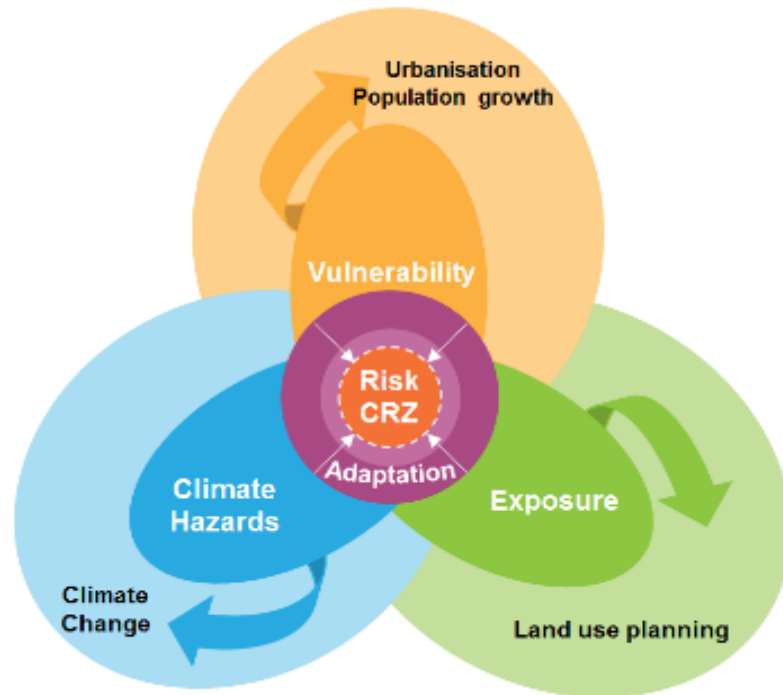 Urbanisation
Population growth
Vulnerability
Risk
CRZ
Adaptation
Climate
Hazards
Exposure
Climate
Change
Land use planning